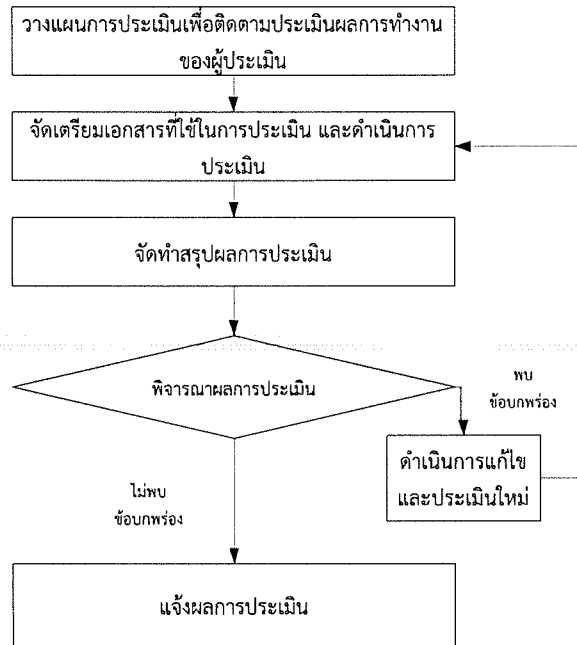 วางแผนการประเมินเพื่อติดตามประเมินผลการทำงาน
ของผู้ประเมิน
จัดเตรียมเอกสารที่ใช้ในการประเมิน และดำเนินการ
ประเมิน
จัดทำสรุปผลการประเมิน
พิจารณาผลการประเมิน
พบ
ข้อบกพร่อง
ดำเนินการแก้ไข
และประเมินใหม่
ไม่พบ
ข้อบกพร่อง
แจ้งผลการประเมิน